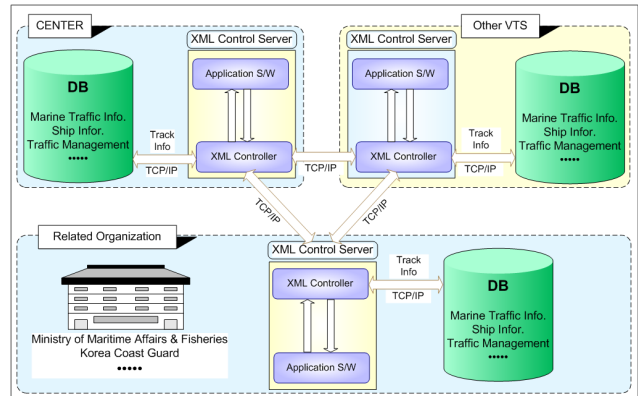 CENTER
XML Control Server
Application S/W
XML Controller
DB
Marine Traffic Info.
Ship Infor.
Traffic Management
•••••
Track
Info
TCP/IP
TCP/IP
Other VTS
XML Control Server
Application S/W
XML Controller
Track
Info
TCP/IP
DB
Marine Traffic Info.
Ship Infor.
Traffic Management
•••••
TCP/IP
TCP/IP
Related Organization
Ministry of Maritime Affairs & Fisheries
Korea Coast Guard
•••••
XML Control Server
XML Controller
Application S/W
Track
Info
TCP/IP
DB
Marine Traffic Info.
Ship Infor.
Traffic Management
•••••